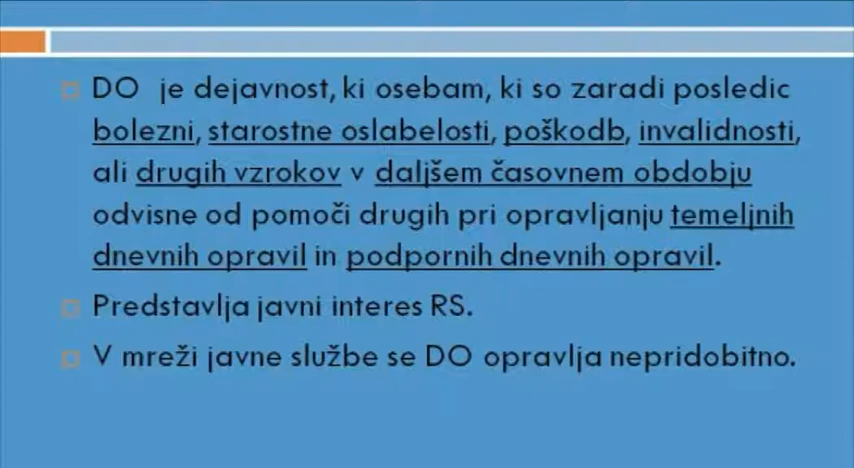 DO je dejavnost, ki osebam, ki so zaradi posledic
bolezni, starostne oslabelosti, poškodb, invalidnosti,
ali drugih vzrokov v daljšem časovnem obdobju
odvisne od pomoči drugih pri opravljanju temeljnih
dnevnih opravil in podpornih dnevnih opravil.
Predstavlja javni interes RS.
V mreži javne službe se DO opravlja nepridobitno.